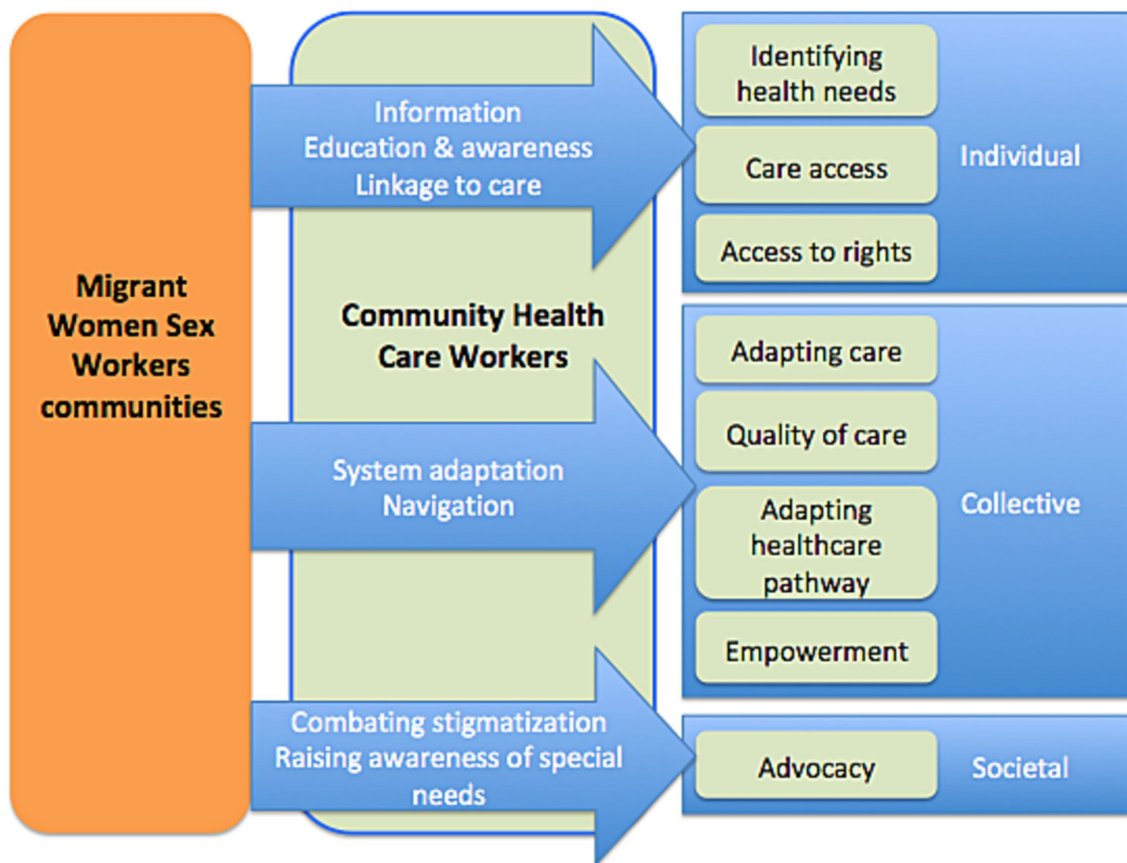 Migrant
Women Sex
Workers
communities
Information
Education & awareness
Linkage to care
Community Health
Care Workers
System adaptation
Navigation
Combating stigmatization
Raising awareness of special
needs
Identifying
health needs
Care access
Access to rights
Individual
Adapting care
Quality of care
Adapting
healthcare
pathway
Empowerment
Collective
Advocacy
Societal